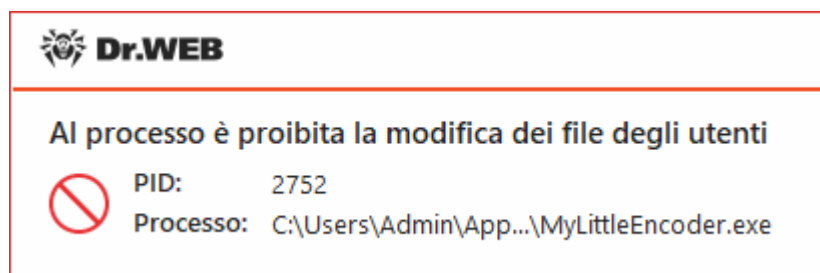 Dr.WEB
Al processo è proibita la modifica dei file degli utenti
PID: 2752
Processo: C:\Users\Admin\App...\MyLittleEncoder.exe